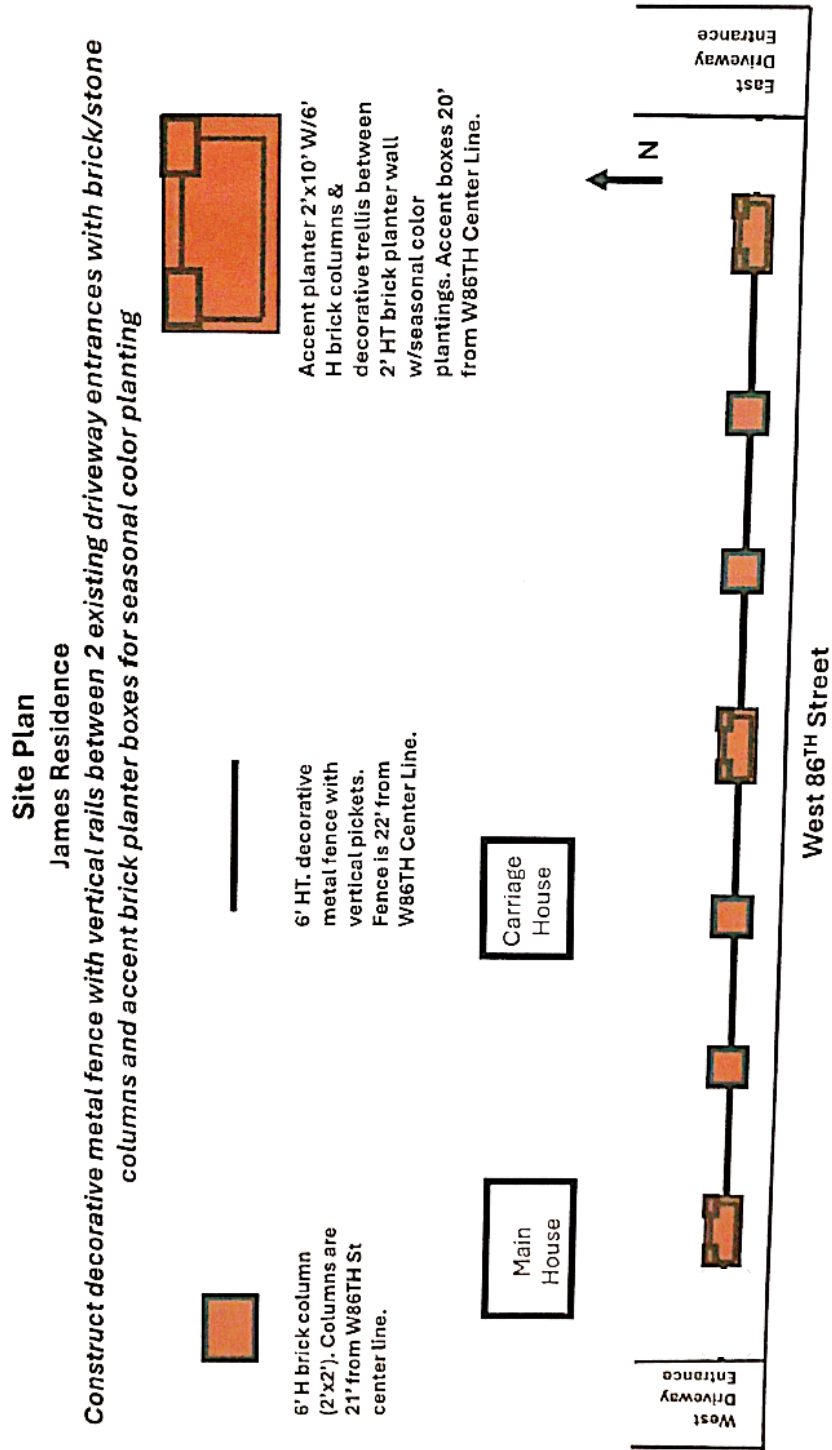 Site Plan
James Residence
Construct decorative metal fence with vertical rails between 2 existing driveway entrances with brick/stone
columns and accent brick planter boxes for seasonal color planting
6' H brick column
(2'x2'). Columns are
21' from W86TH St
center line.
6' HT. decorative
metal fence with
vertical pickets.
Fence is 22' from
W86TH Center Line.
Accent planter 2'x10' W/6'
H brick columns &
decorative trellis between
2' HT brick planter wall
w/seasonal color
plantings. Accent boxes 20'
from W86TH Center Line.
Main
House
Carriage
House
N
West
Driveway
Entrance
East
Driveway
Entrance
West 86TH Street